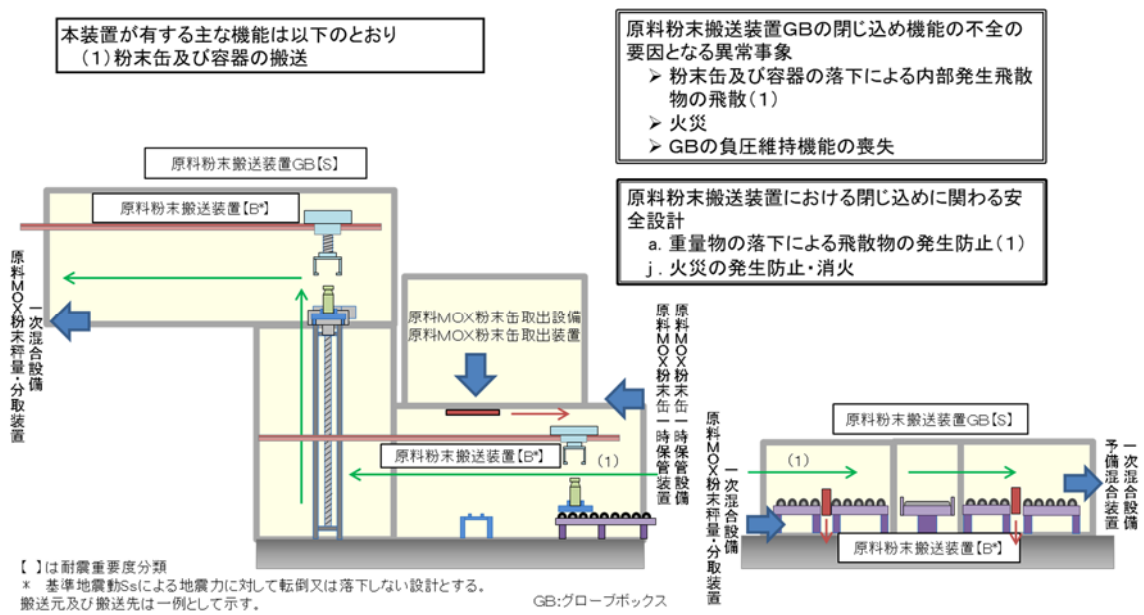 本装置が有する主な機能は以下のとおり
(1)粉末缶及び容器の搬送
原料粉末搬送装置GBの閉じ込め機能の不全の
要因となる異常事象
➢ 粉末缶及び容器の落下による内部発生飛散
物の飛散(1)
➢ 火災
➢ GBの負圧維持機能の喪失
原料粉末搬送装置における閉じ込めに関わる安
全設計
a. 重量物の落下による飛散物の発生防止(1)
j. 火災の発生防止・消火
原料粉末搬送装置GB【S】
原料粉末搬送装置【B*】
一次混合設備
原料MOX粉末秤量・分取装置
原料MOX粉末缶取出設備
原料MOX粉末缶取出装置
原料MOX粉末缶一時保管設備
原料MOX粉末缶一時保管装置
原料粉末搬送装置【B*】
(1)
原料粉末搬送装置GB【S】
一次混合設備
原料MOX粉末秤量・分取装置
(1)
一次混合設備
予備混合装置
原料粉末搬送装置【B*】
【 】は耐震重要度分類
* 基準地震動Ssによる地震力に対して転倒又は落下しない設計とする。
搬送元及び搬送先は一例として示す。
GB:グローブボックス